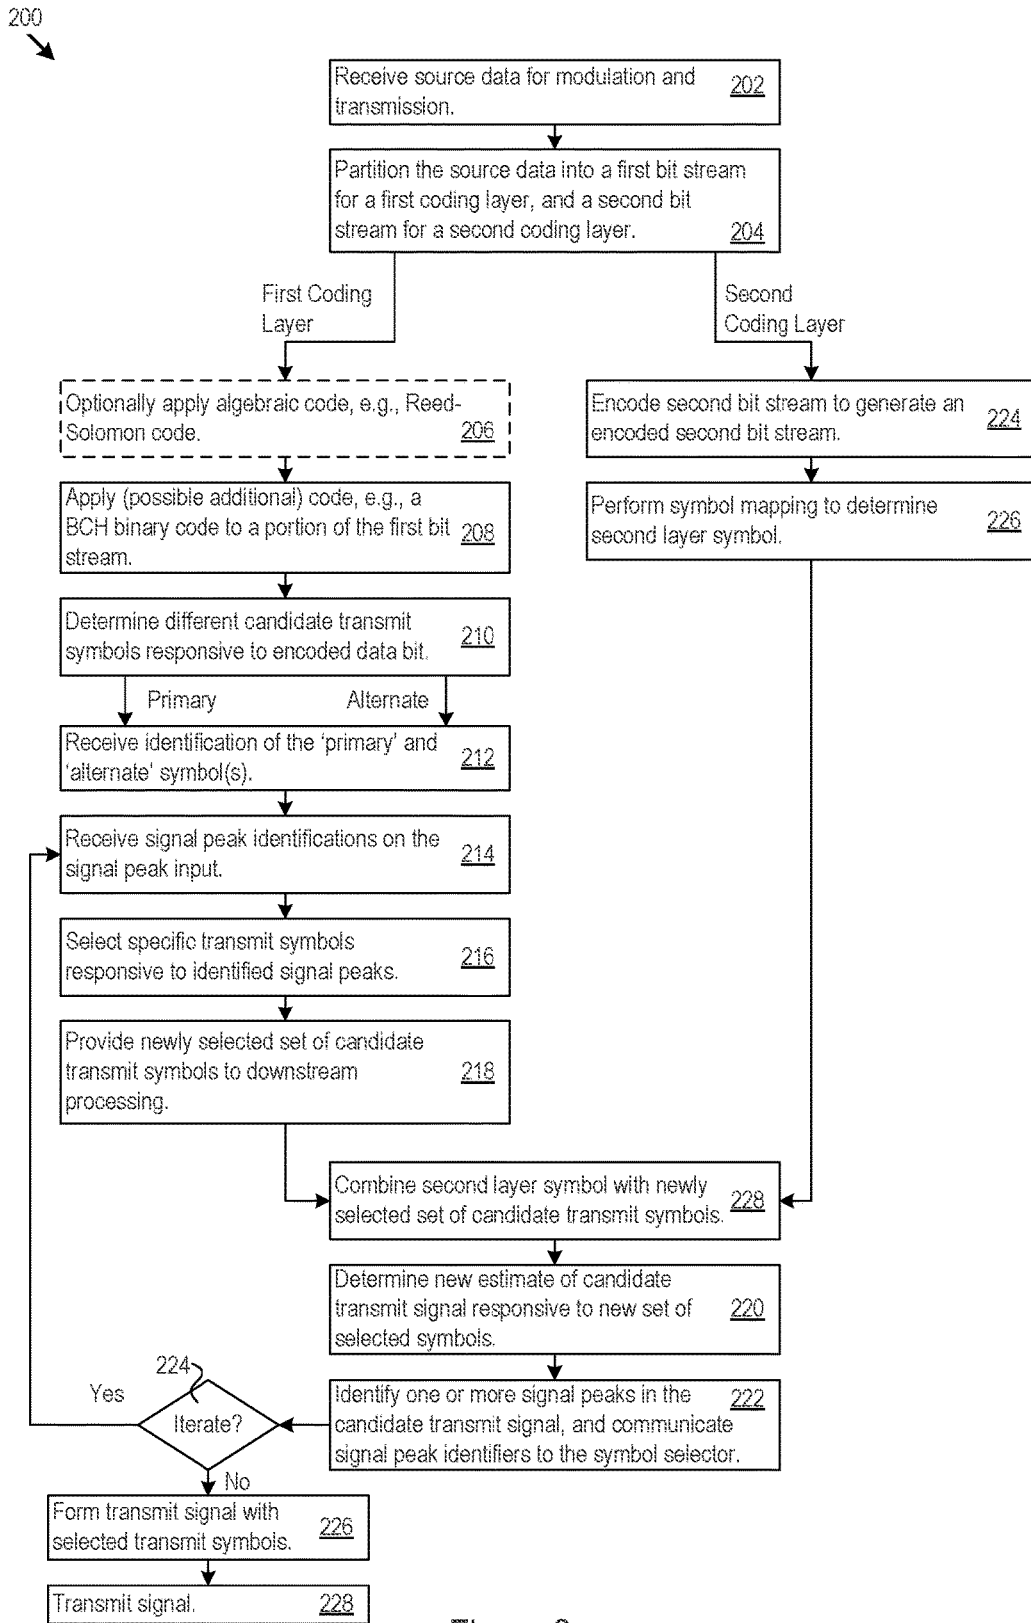 200
Receive source data for modulation and
transmission.
202
Partition the source data into a first bit stream
for a first coding layer, and a second bit
stream for a second coding layer.
204
First Coding
Layer
Second
Coding Layer
Optionally apply algebraic code, e.g., Reed-
Solomon code.
206
Encode second bit stream to generate an
encoded second bit stream.
224
Apply (possible additional) code, e.g., a
BCH binary code to a portion of the first bit
stream.
208
Perform symbol mapping to determine
second layer symbol.
226
Determine different candidate transmit
symbols responsive to encoded data bit.
210
Primary
Alternate
Receive identification of the 'primary' and
'alternate' symbol(s).
212
Receive signal peak identifications on the
signal peak input.
214
Select specific transmit symbols
responsive to identified signal peaks.
216
Provide newly selected set of candidate
transmit symbols to downstream
processing.
218
Combine second layer symbol with newly
selected set of candidate transmit symbols.
228
Determine new estimate of candidate
transmit signal responsive to new set of
selected symbols.
220
Identify one or more signal peaks in the
candidate transmit signal, and communicate
signal peak identifiers to the symbol selector.
222
224
Yes
Iterate?
No
Form transmit signal with
selected transmit symbols.
226
Transmit signal.
228